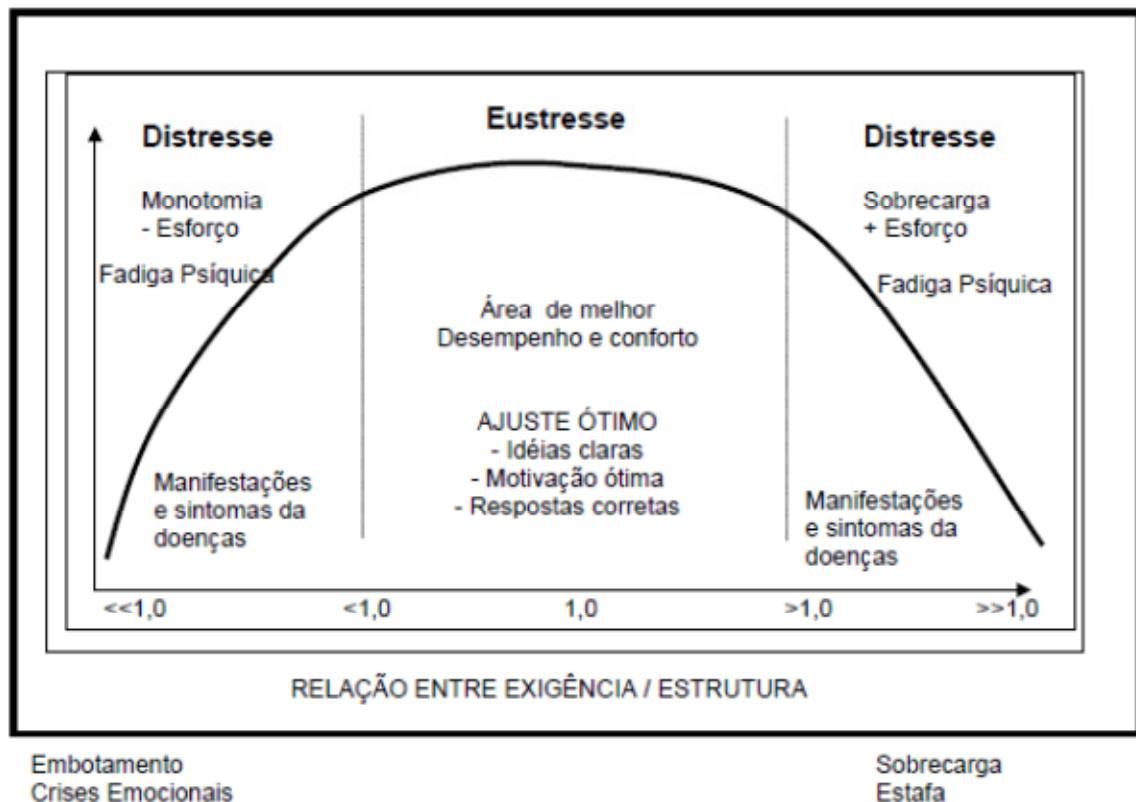 Distresse
Eustresse
Distresse
Monotomia
- Esforço
Sobrecarga
+ Esforço
Fadiga Psíquica
Fadiga Psíquica
Área de melhor
Desempenho e conforto
AJUSTE ÓTIMO
- Idéias claras
- Motivação ótima
- Respostas corretas
Manifestações
e sintomas da
doenças
Manifestações
e sintomas da
doenças
<<1,0
<1,0
1,0
>1,0
>>1,0
RELAÇÃO ENTRE EXIGÊNCIA / ESTRUTURA
Embotamento
Crises Emocionais
Sobrecarga
Estafa